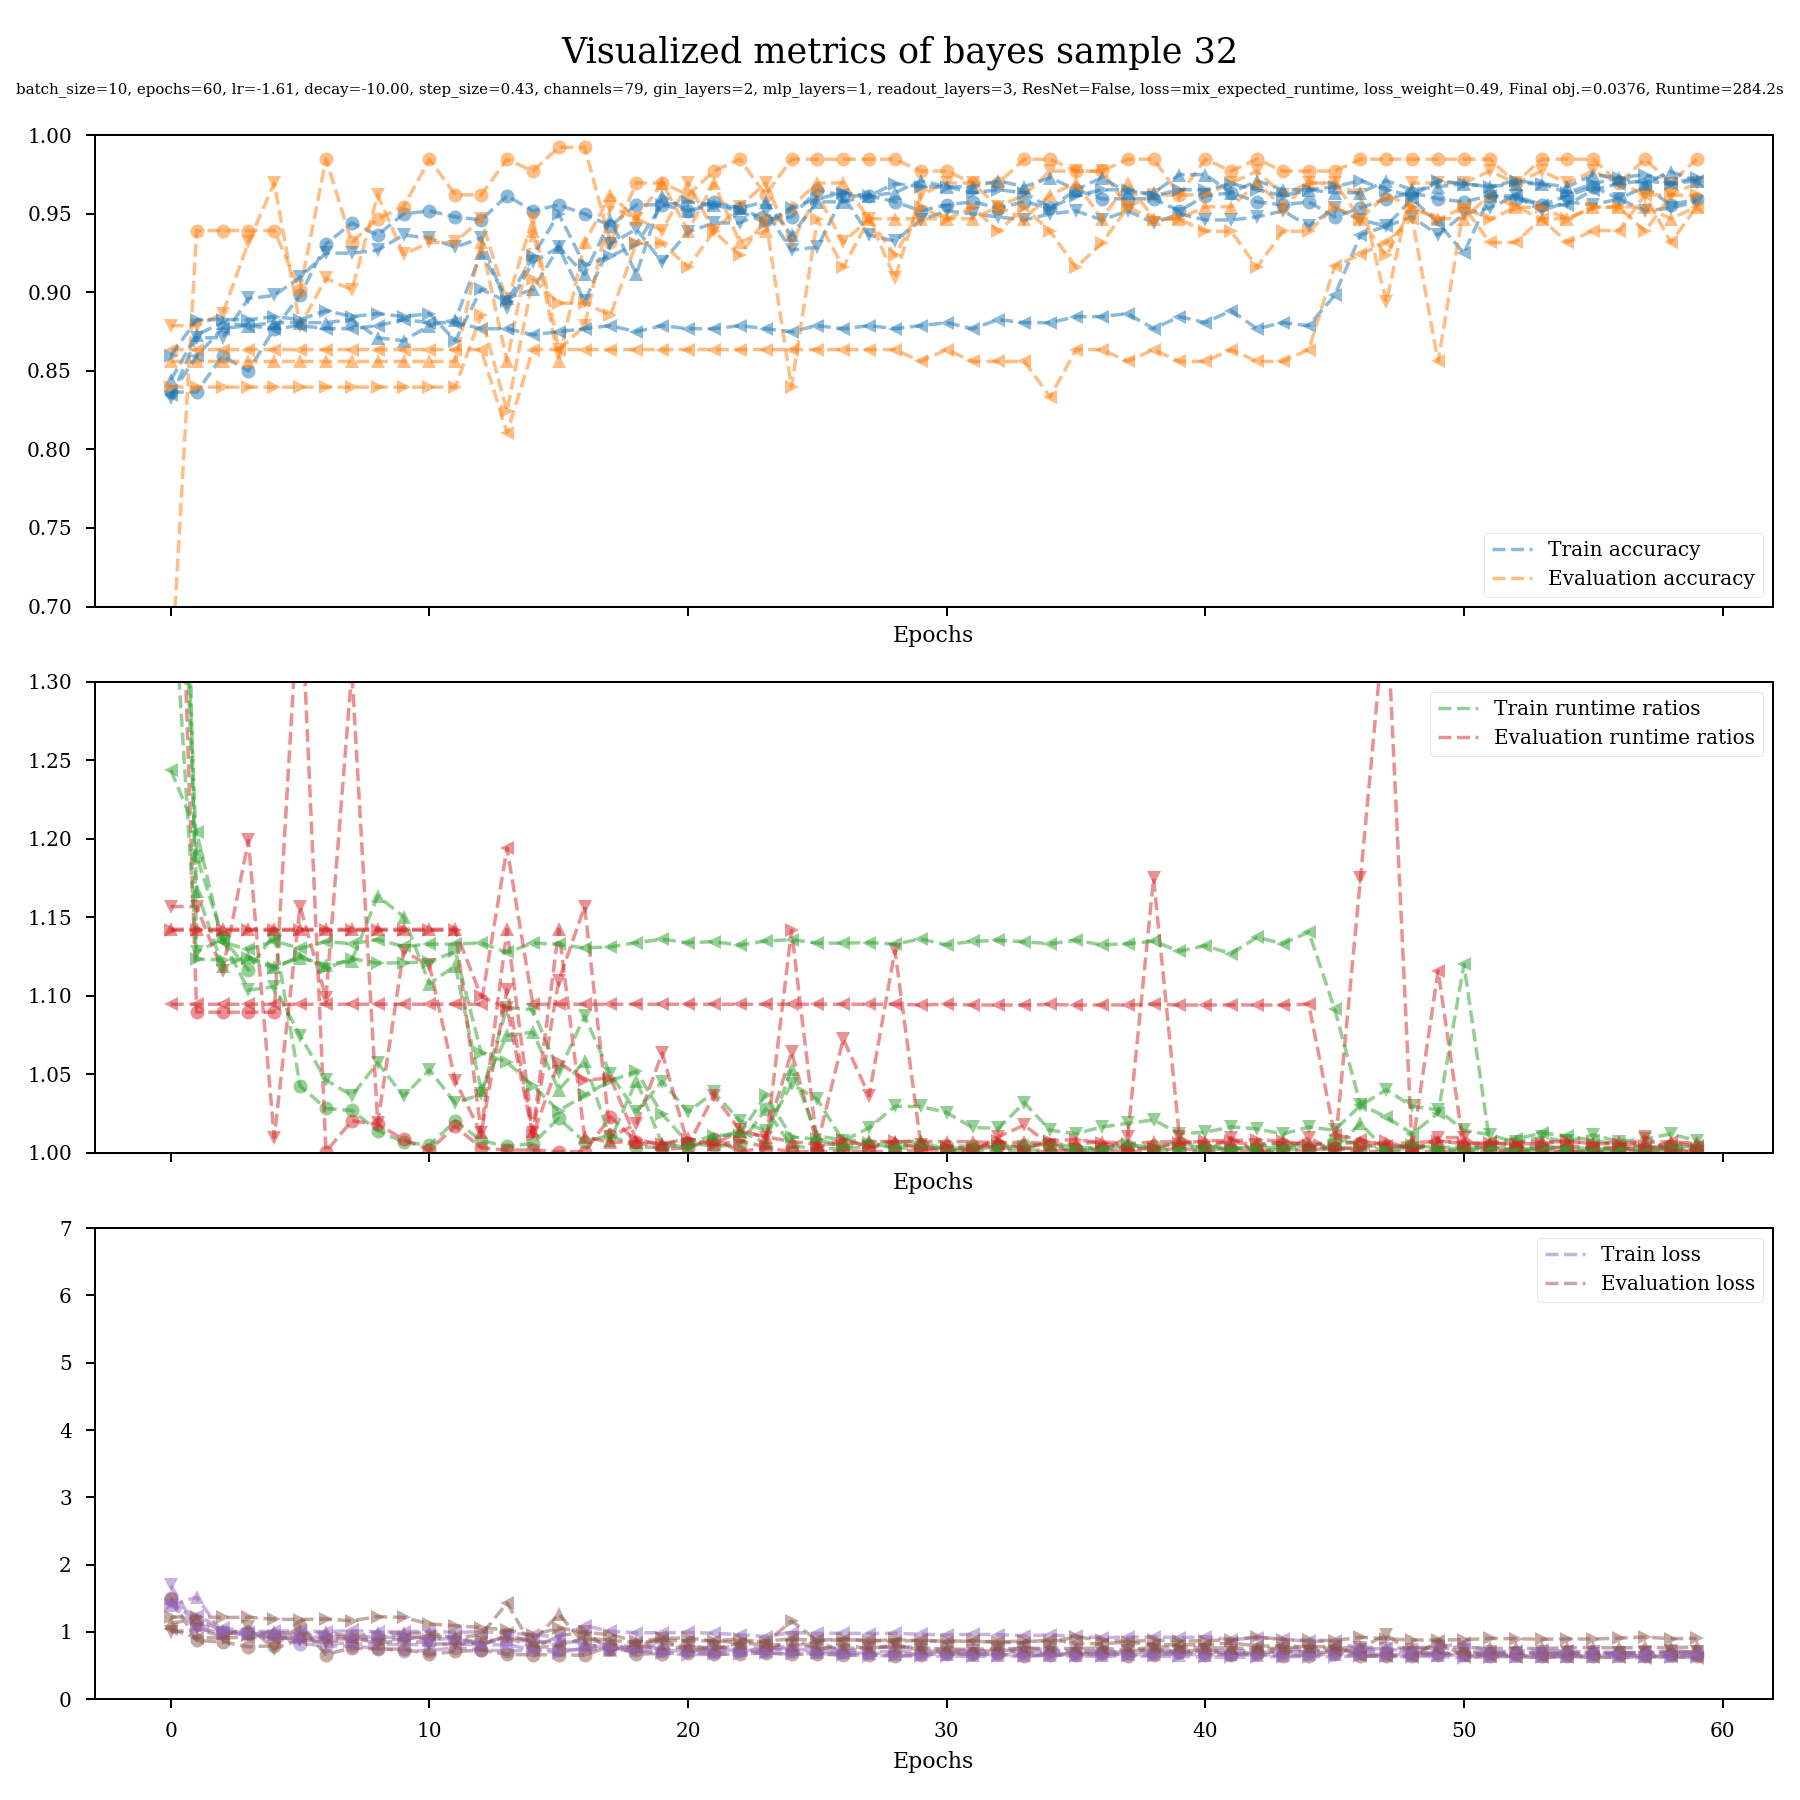 Visualized metrics of bayes sample 32
batch_size=10, epochs=60, lr=-1.61, decay=-10.00, step_size=0.43, channels=79, gin_layers=2, mlp_layers=1, readout_layers=3, ResNet=False, loss=mix_expected_runtime, loss_weight=0.49, Final obj.=0.0376, Runtime=284.2s
1.00
0.95
0.90
0.85
0.80
0.75
0.70
Train accuracy
Evaluation accuracy
Epochs
1.30
1.25
1.20
1.15
1.10
1.05
1.00
Train runtime ratios
Evaluation runtime ratios
Epochs
7
6
5
4
3
2
1
0
Train loss
Evaluation loss
0 10 20 30 40 50 60
Epochs